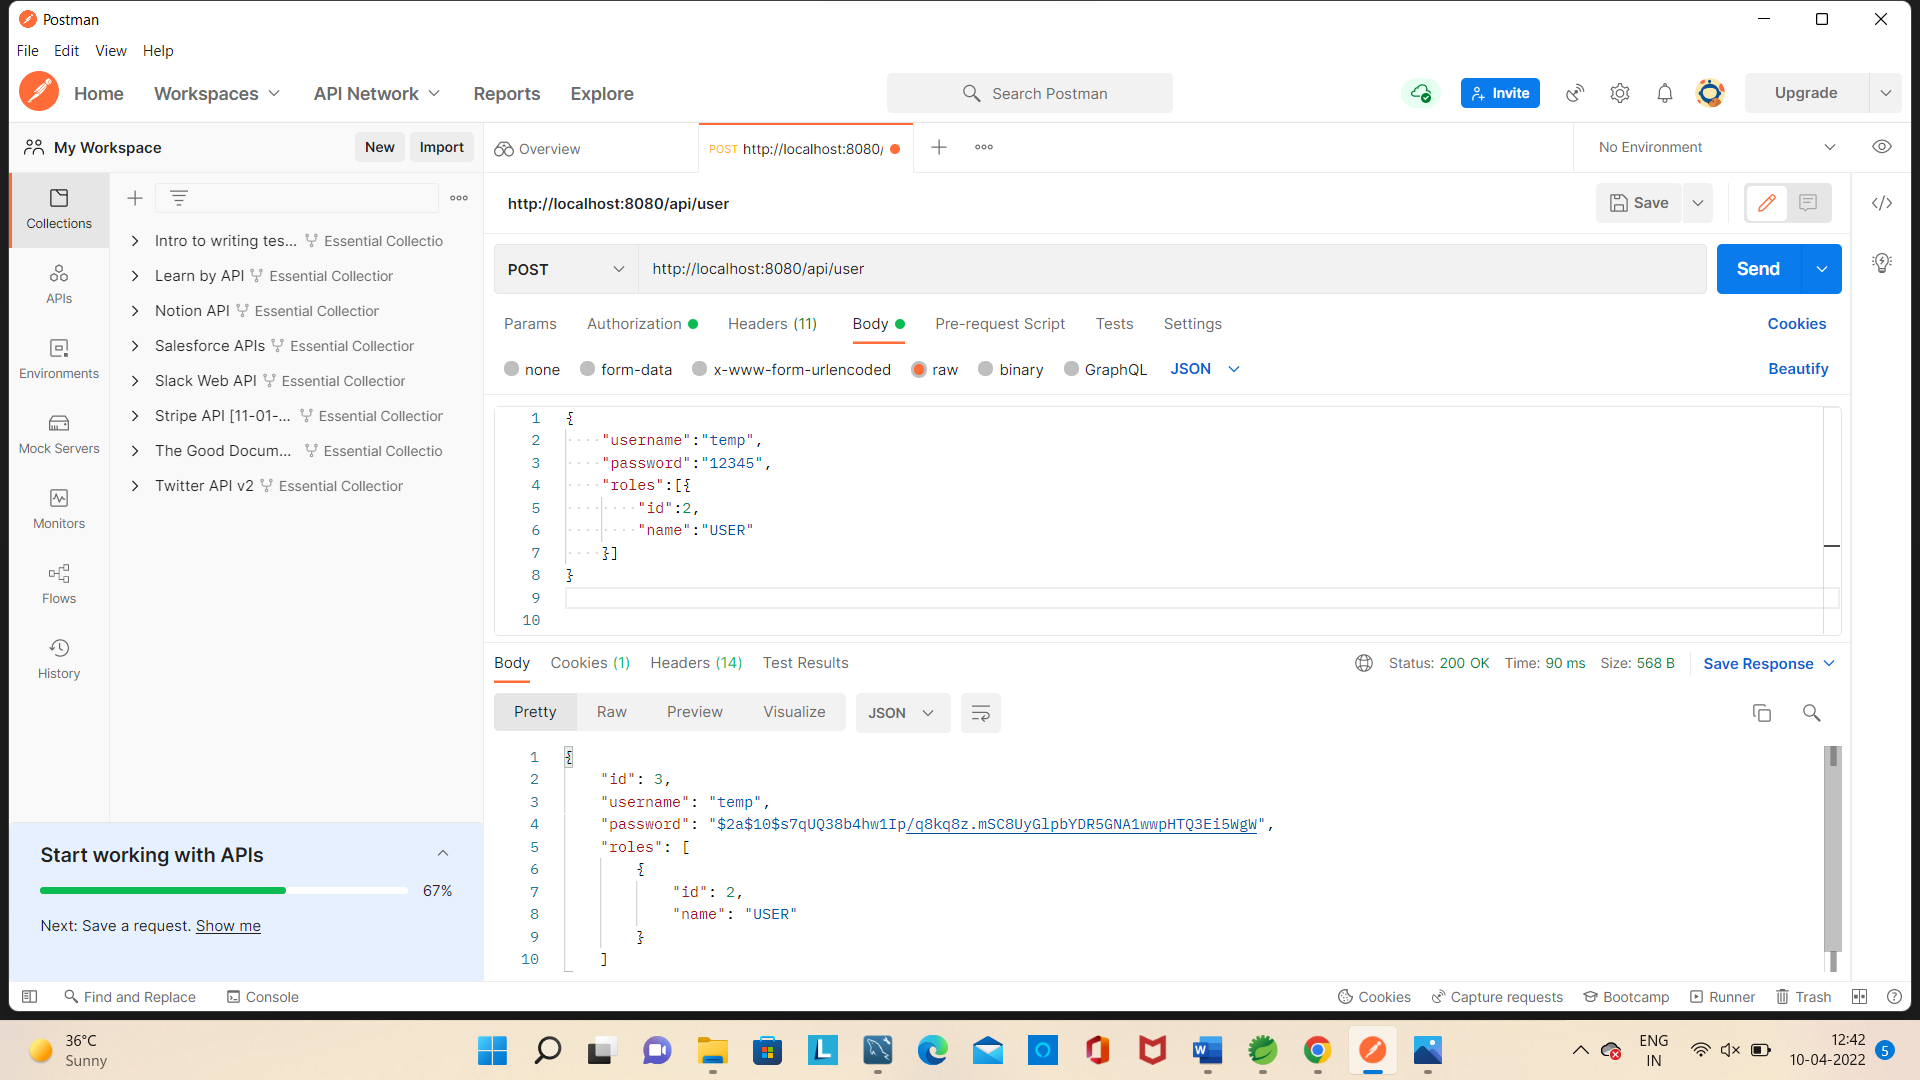 Postman
File Edit View Help
Home Workspaces API Network Reports Explore Search Postman Invite Upgrade
My Workspace New Import Overview POST http://localhost:8080/ No Environment
Collections
APIs
Environments
Mock Servers
Monitors
Flows
History
Intro to writing tes... Essential Collectio
Learn by API Essential Collection
Notion API Essential Collection
Salesforce APIs Essential Collection
Slack Web API Essential Collection
Stripe API [11-01-... Essential Collection
The Good Docum... Essential Collectio
Twitter API v2 Essential Collection
Start working with APIs
67%
Next: Save a request. Show me
http://localhost:8080/api/user Save
POST http://localhost:8080/api/user Send
Params Authorization Headers (11) Body Pre-request Script Tests Settings Cookies
none form-data x-www-form-urlencoded raw binary GraphQL JSON Beautify
1 {
2 "username":"temp",
3 "password":"12345",
4 "roles":[{
5 "id":2,
6 "name":"USER"
7 }]
8 }
9
10
Body Cookies (1) Headers (14) Test Results Status: 200 OK Time: 90 ms Size: 568 B Save Response
Pretty Raw Preview Visualize JSON
1 {
2 "id": 3,
3 "username": "temp",
4 "password": "$2a$10$s7qUQ38b4hw1Ip/q8kq8z.mSC8UyGlpbYDR5GNA1wwpHTQ3Ei5WgW",
5 "roles": [
6 {
7 "id": 2,
8 "name": "USER"
9 }
10 ]
Find and Replace Console Cookies Capture requests Bootcamp Runner Trash
36°C
Sunny
ENG
IN
12:42
10-04-2022
5